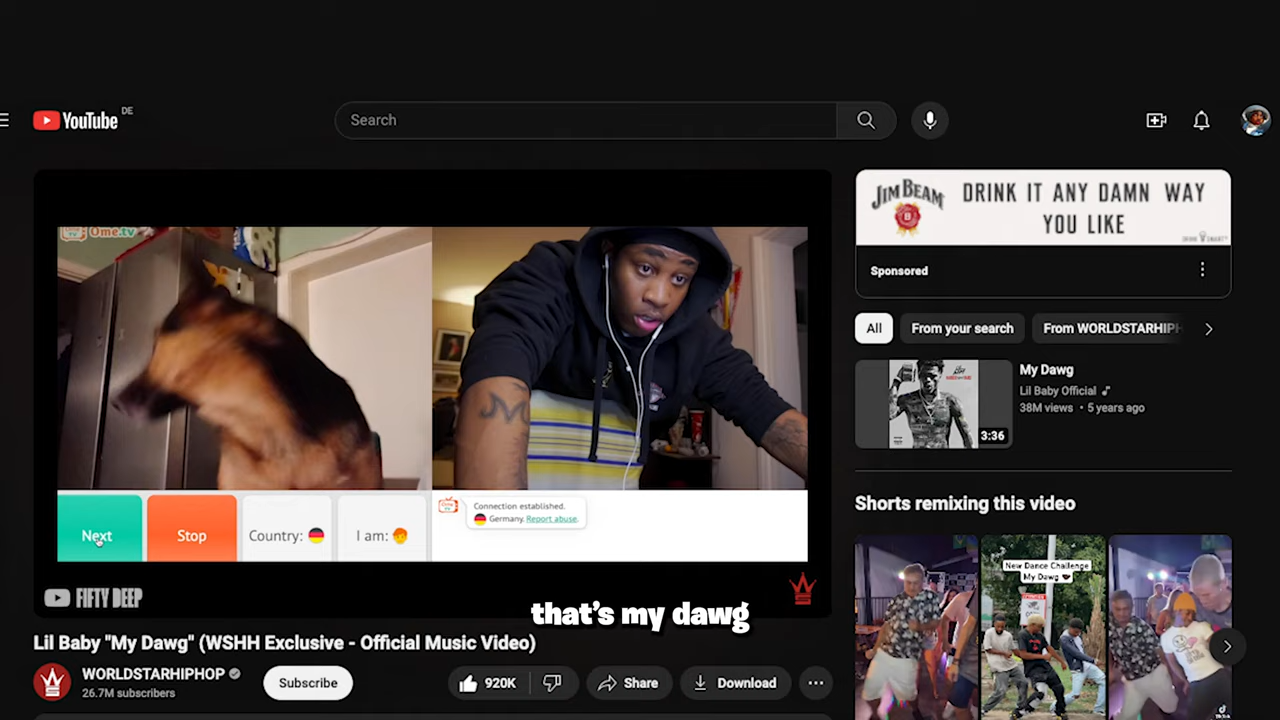 YouTube DE
Search
Ome.tv
Next
Stop
Country:
I am:
Connection established.
Germany. Report abuse.
FIFTY DEEP
that's my dawg
Lil Baby "My Dawg" (WSHH Exclusive - Official Music Video)
WORLDSTARHIPHOP
26.7M subscribers
Subscribe
920K
Share
Download
JIM BEAM
DRINK IT ANY DAMN WAY
YOU LIKE
Sponsored
All
From your search
From WORLDSTARHIPH
My Dawg
Lil Baby Official
38M views • 5 years ago
3:36
Shorts remixing this video
New Dance Challenge
My Dawg